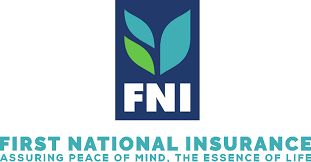 FNI
FIRST NATIONAL INSURANCE
ASSURING PEACE OF MIND, THE ESSENCE OF LIFE